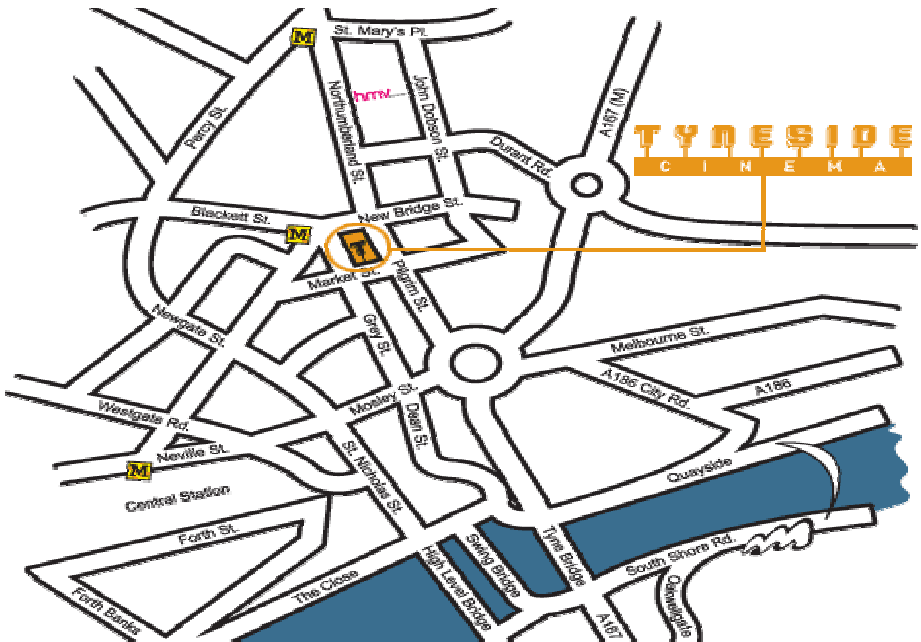 M
St. Mary's Pl.
hmv
Northumberland St.
John Dobson St.
Percy St.
A167 (M)
TYNESIDE
CINEMA
Durant Rd.
Blackett St.
New Bridge St.
M
T
Market St.
Pilgrim St.
Newgate St.
Grey St.
Melbourne St.
A186 City Rd.
A186
Mosley St.
Westgate Rd.
Dean St.
Neville St.
M
St. Nicholas St.
Quayside
Central Station
Forth St.
Tyne Bridge
Swing Bridge
High Level Bridge
South Shore Rd.
The Close
Forth Banks
Oakwellgate
A167